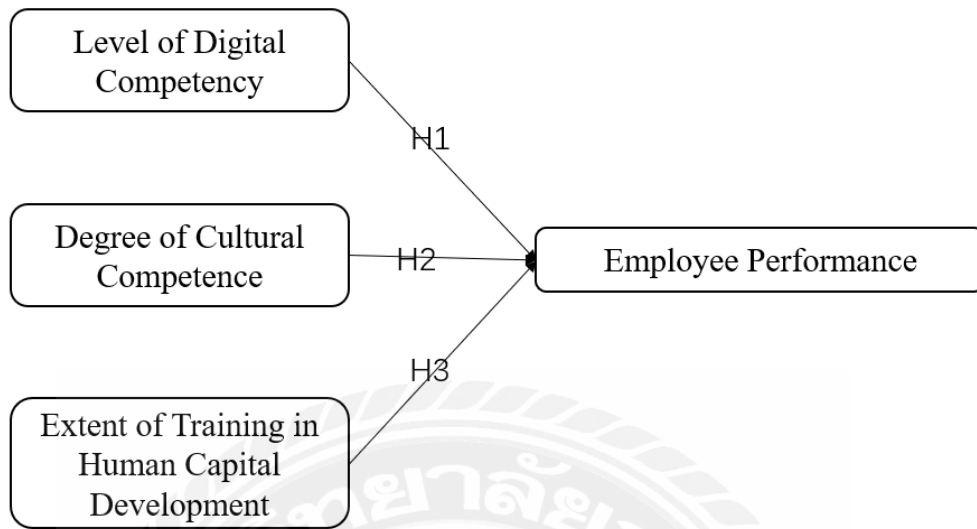 Level of Digital
Competency
H1
Degree of Cultural
Competence
H2
Employee Performance
H3
Extent of Training in
Human Capital
Development